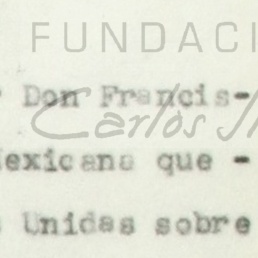 FUNDACI
r Don Francis-
Carlos
Mexicana que -
s Unidas sobre